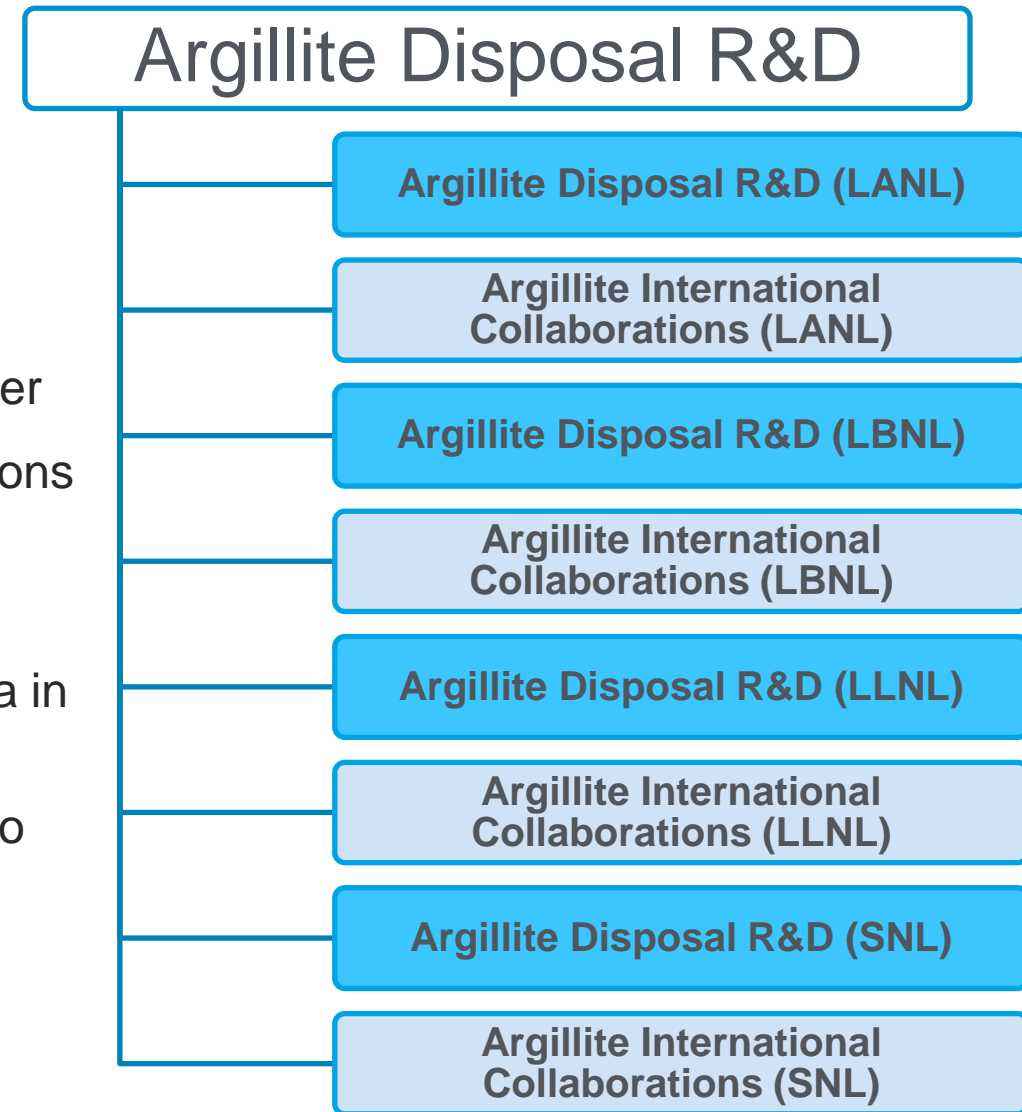 Argillite Disposal R&D
Argillite Disposal R&D (LANL)
Argillite International
Collaborations (LANL)
er
Argillite Disposal R&D (LBNL)
ons
Argillite International
Collaborations (LBNL)
a in
Argillite Disposal R&D (LLNL)
Argillite International
Collaborations (LLNL)
o
Argillite Disposal R&D (SNL)
Argillite International
Collaborations (SNL)